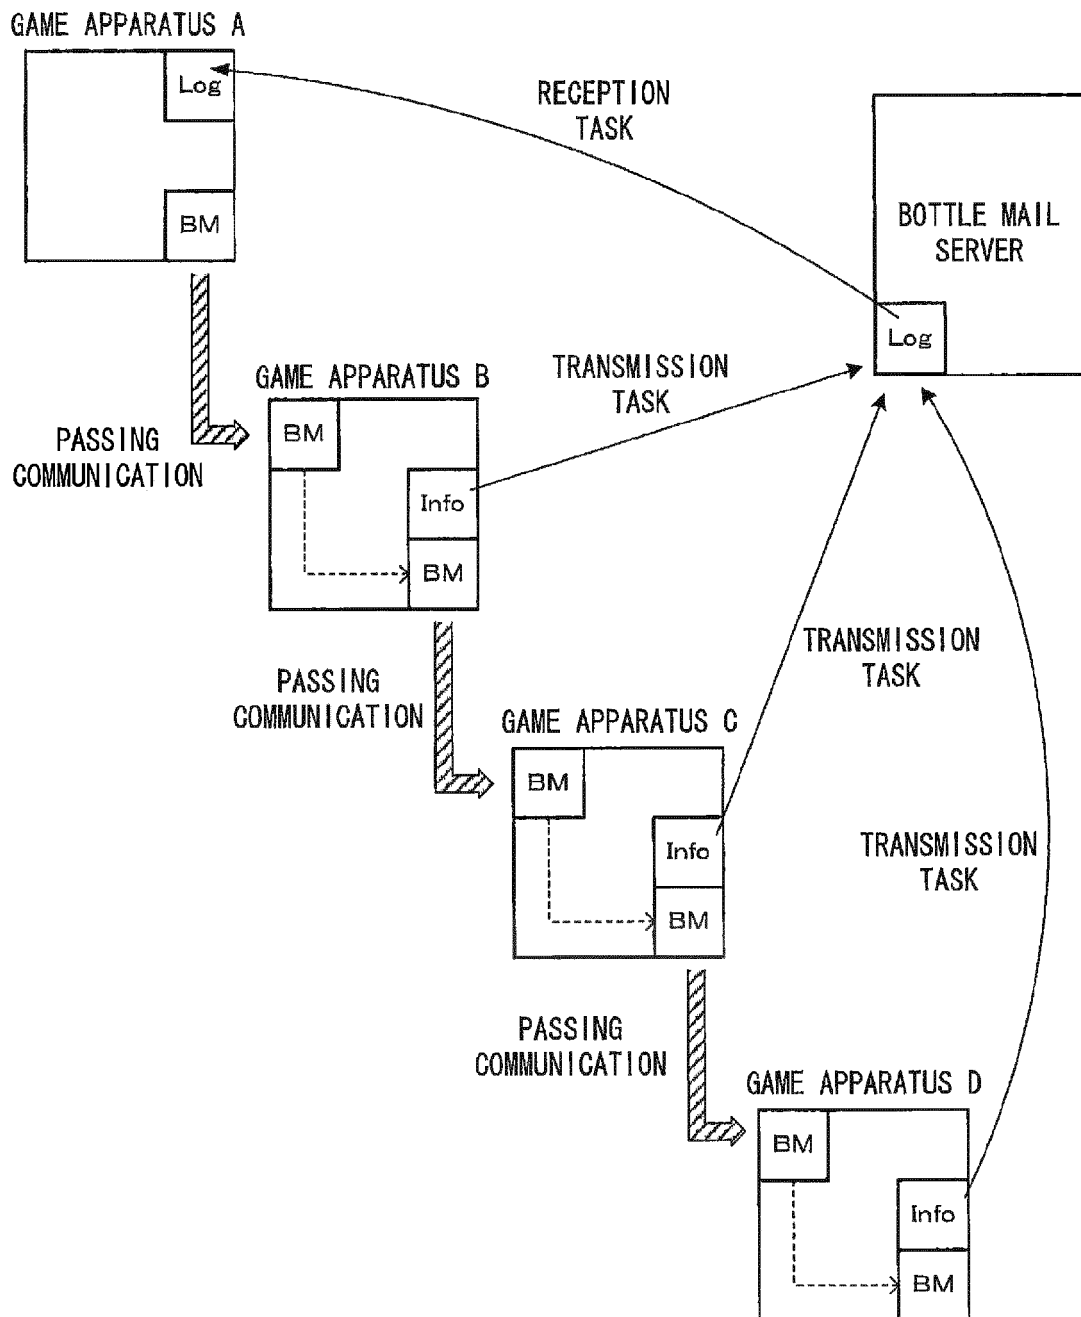 GAME APPARATUS A
Log
RECEPTION
TASK
BM
BOTTLE MAIL
SERVER
Log
TRANSMISSION
TASK
GAME APPARATUS B
PASSING
COMMUNICATION
BM
Info
BM
TRANSMISSION
TASK
PASSING
COMMUNICATION
GAME APPARATUS C
BM
Info
BM
TRANSMISSION
TASK
PASSING
COMMUNICATION
GAME APPARATUS D
BM
Info
BM